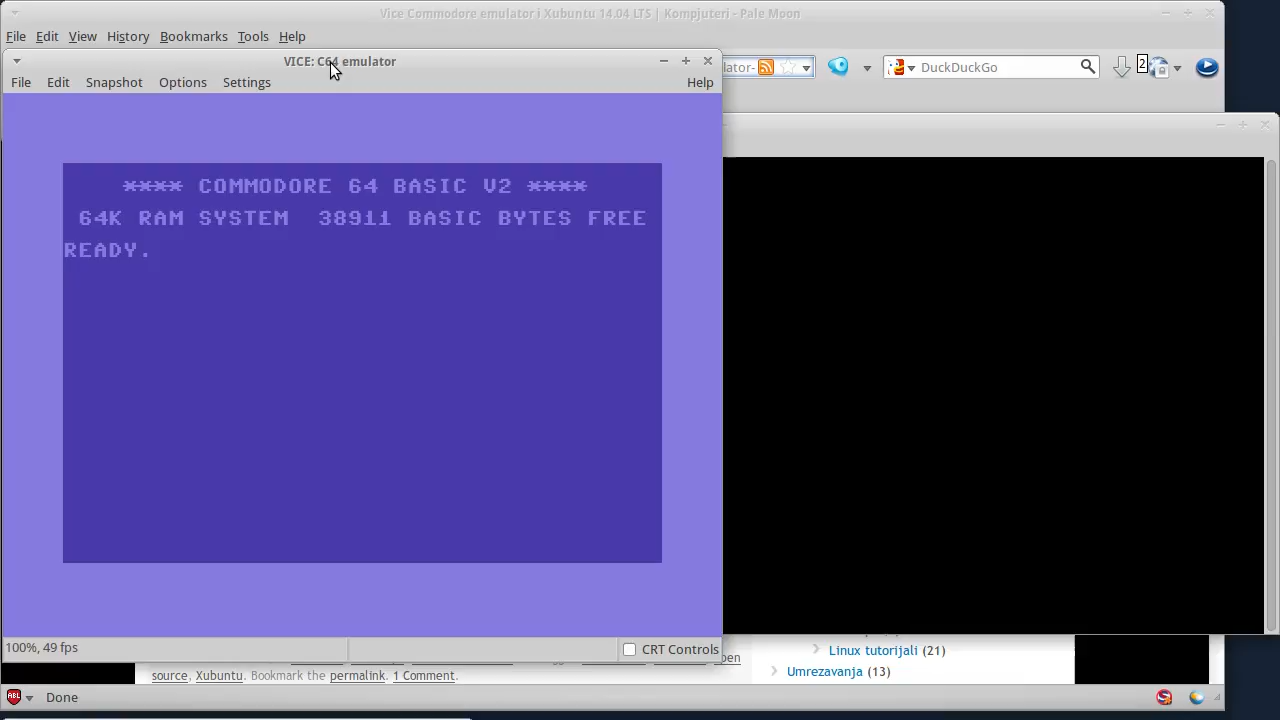 Vice Commodore emulator i Xubuntu 14.04 LTS | Kompjuteri - Pale Moon
File Edit View History Bookmarks Tools Help
VICE: C64 emulator
lator-
DuckDuckGo
2
File Edit Snapshot Options Settings Help
**** COMMODORE 64 BASIC V2 ****
64K RAM SYSTEM 38911 BASIC BYTES FREE
READY.
100%, 49 fps
CRT Controls
Linux tutorijali (21)
pen
source, Xubuntu. Bookmark the permalink. 1 Comment.
Umrezavanja (13)
ABL
Done